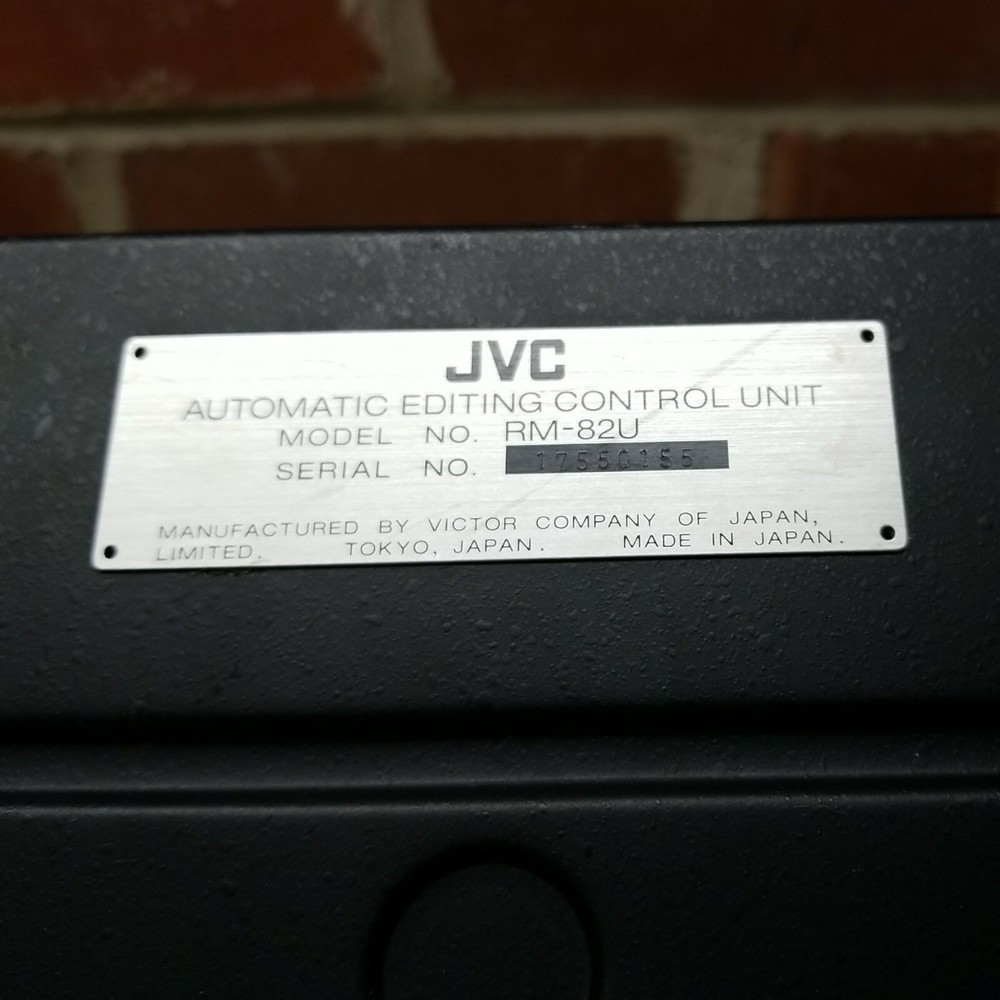 JVC
AUTOMATIC EDITING CONTROL UNIT
MODEL NO. RM-82U
SERIAL NO.
MANUFACTURED BY VICTOR COMPANY OF JAPAN,
LIMITED. TOKYO, JAPAN. MADE IN JAPAN.